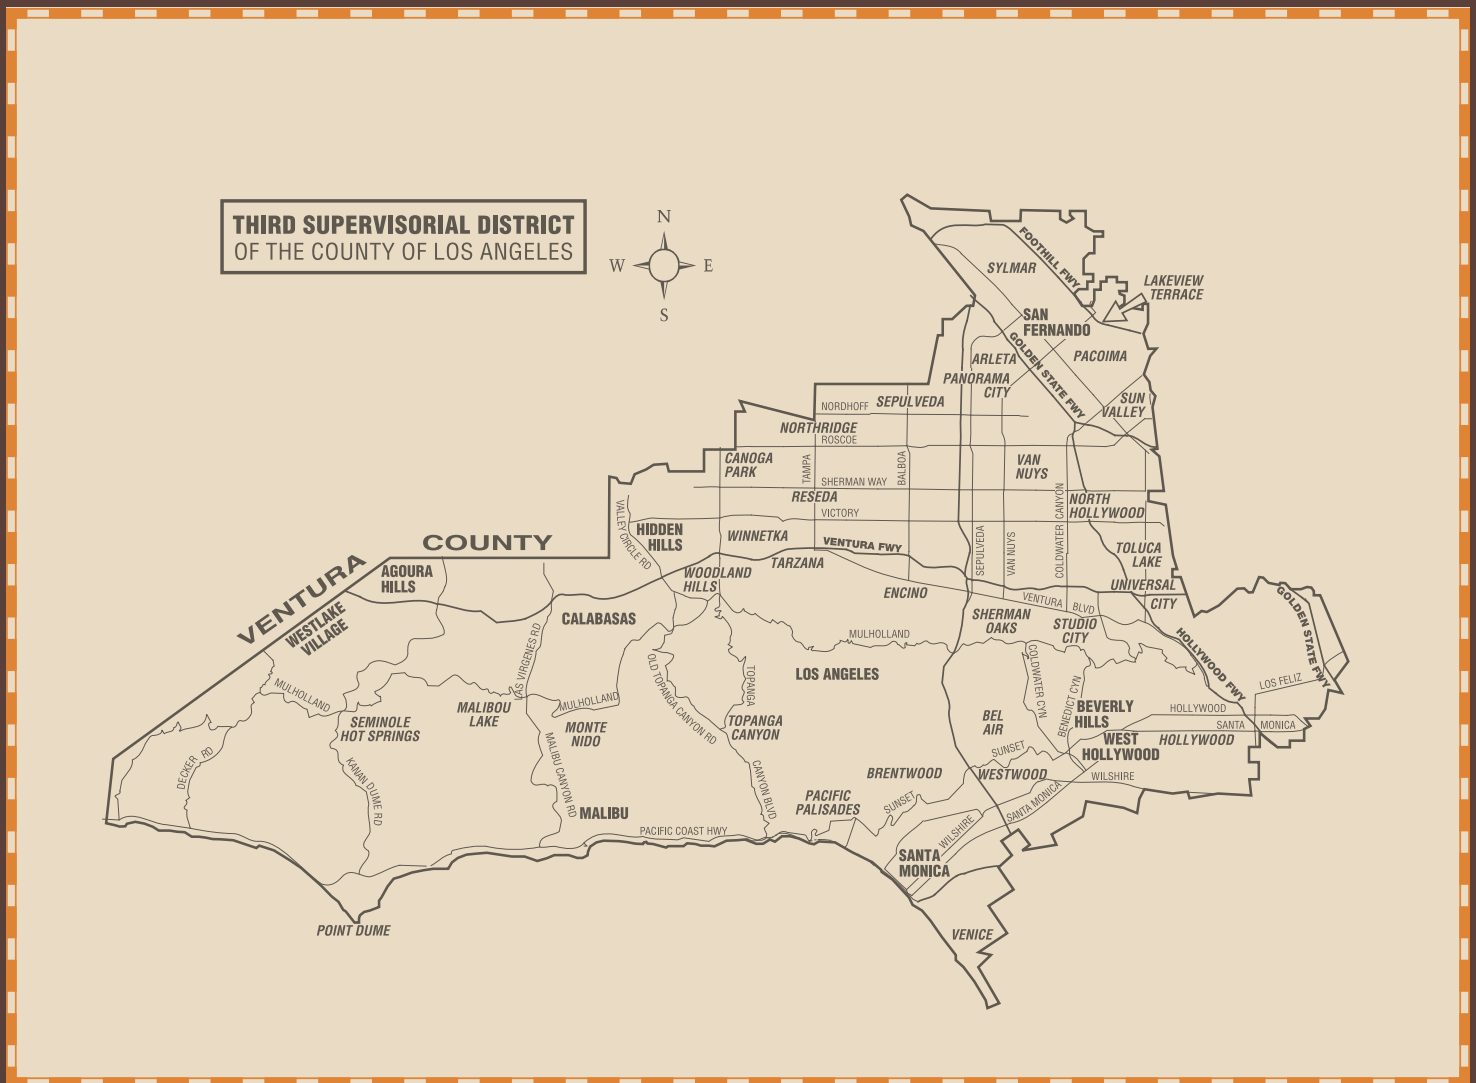 THIRD SUPERVISORIAL DISTRICT
OF THE COUNTY OF LOS ANGELES
N
W
E
S
FOOTHILL FWY
SYLMAR
LAKEVIEW
TERRACE
SAN
FERNANDO
GOLDEN STATE FWY
ARLETA
PACOIMA
PANORAMA
CITY
SUN
VALLEY
NORDHOFF
SEPULVEDA
NORTHRIDGE
ROSCOE
CANOGA
PARK
TAMPA
BALBOA
VAN
NUYS
SHERMAN WAY
RESEDA
COLDWATER CANYON
NORTH
HOLLYWOOD
VALLEY CIRCLE RD
VICTORY
HIDDEN
HILLS
WINNETKA
VENTURA FWY
SEPULVEDA
VAN NUYS
TOLUCA
LAKE
TARZANA
WOODLAND
HILLS
ENCINO
UNIVERSAL
CITY
VENTURA BLVD
VENTURA
COUNTY
AGOURA
HILLS
WESTLAKE
VILLAGE
CALABASAS
SHERMAN
OAKS
STUDIO
CITY
GOLDEN STATE FWY
HOLLYWOOD FWY
MULHOLLAND
LOS ANGELES
LAS VIRGENES RD
OLD TOPANGA CANYON RD
TOPANGA
COLDWATER CYN
BENEDICT CYN
LOS FELIZ
MULHOLLAND
MALIBOU
LAKE
MULHOLLAND
MONTE
NIDO
TOPANGA
CANYON
SEMINOLE
HOT SPRINGS
BEL
AIR
BEVERLY
HILLS
HOLLYWOOD
SANTA MONICA
WEST
HOLLYWOOD
HOLLYWOOD
SUNSET
DECKER RD
KANAN DUME RD
MALIBU CANYON RD
CANYON BLVD
BRENTWOOD
WESTWOOD
WILSHIRE
PACIFIC
PALISADES
SUNSET
SANTA MONICA
MALIBU
PACIFIC COAST HWY
WILSHIRE
SANTA
MONICA
POINT DUME
VENICE